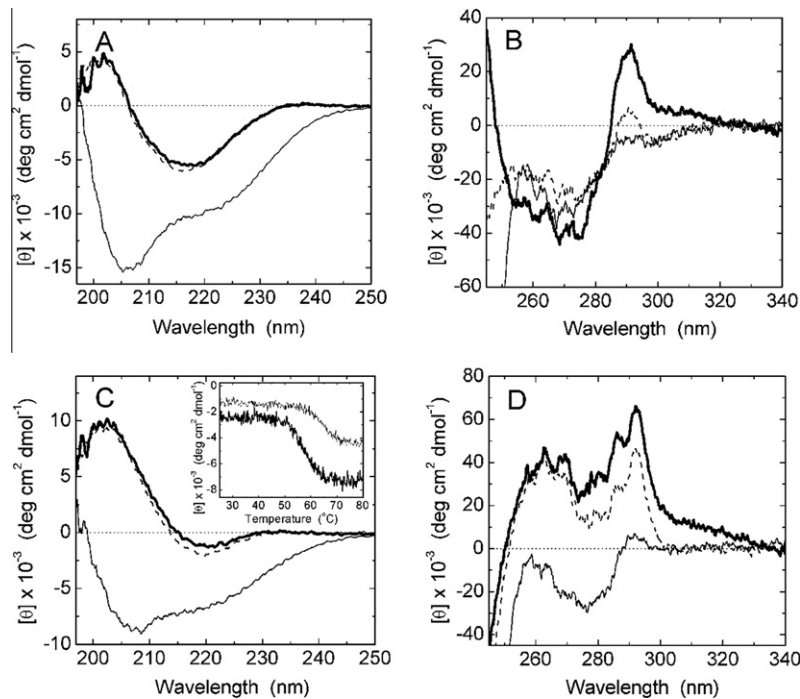 A
5
0
-5
-10
-15
[θ] x 10⁻³ (deg cm² dmol⁻¹)
200 210 220 230 240 250
Wavelength (nm)
B
40
20
0
-20
-40
-60
[θ] x 10⁻³ (deg cm² dmol⁻¹)
260 280 300 320 340
Wavelength (nm)
C
10
5
0
-5
-10
[θ] x 10⁻³ (deg cm² dmol⁻¹)
200 210 220 230 240 250
Wavelength (nm)
0
-2
-4
-6
-8
[θ] x 10⁻³ (deg cm² dmol⁻¹)
30 40 50 60 70 80
Temperature (°C)
D
80
60
40
20
0
-20
-40
[θ] x 10⁻³ (deg cm² dmol⁻¹)
260 280 300 320 340
Wavelength (nm)